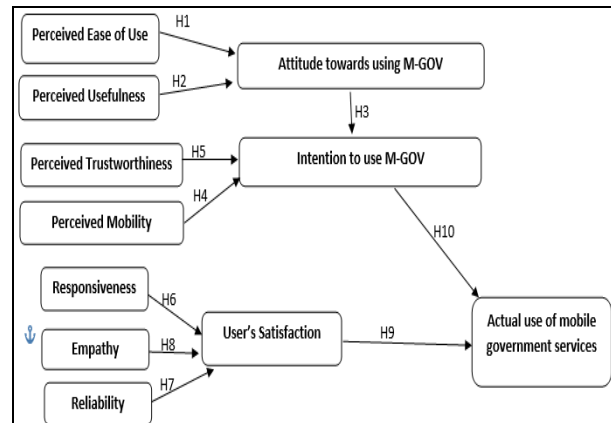 Perceived Ease of Use
H1
Attitude towards using M-GOV
Perceived Usefulness
H2
H3
Perceived Trustworthiness
H5
Intention to use M-GOV
H4
Perceived Mobility
H10
Responsiveness
H6
User's Satisfaction
H9
Actual use of mobile
government services
Empathy
H8
H7
Reliability